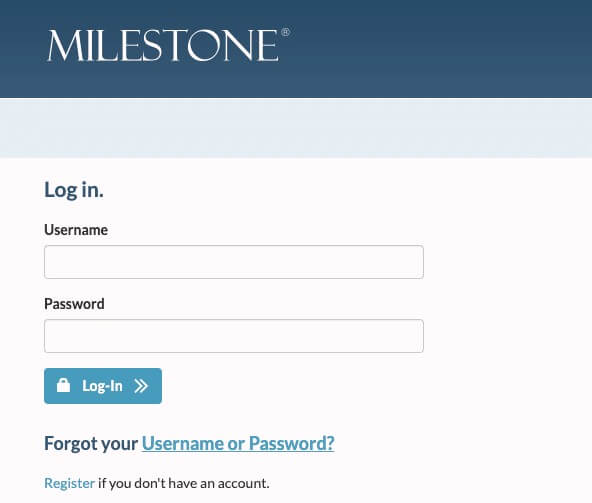 MILESTONE®
Log in.
Username
Password
Log-In
Forgot your Username or Password?
Register if you don't have an account.